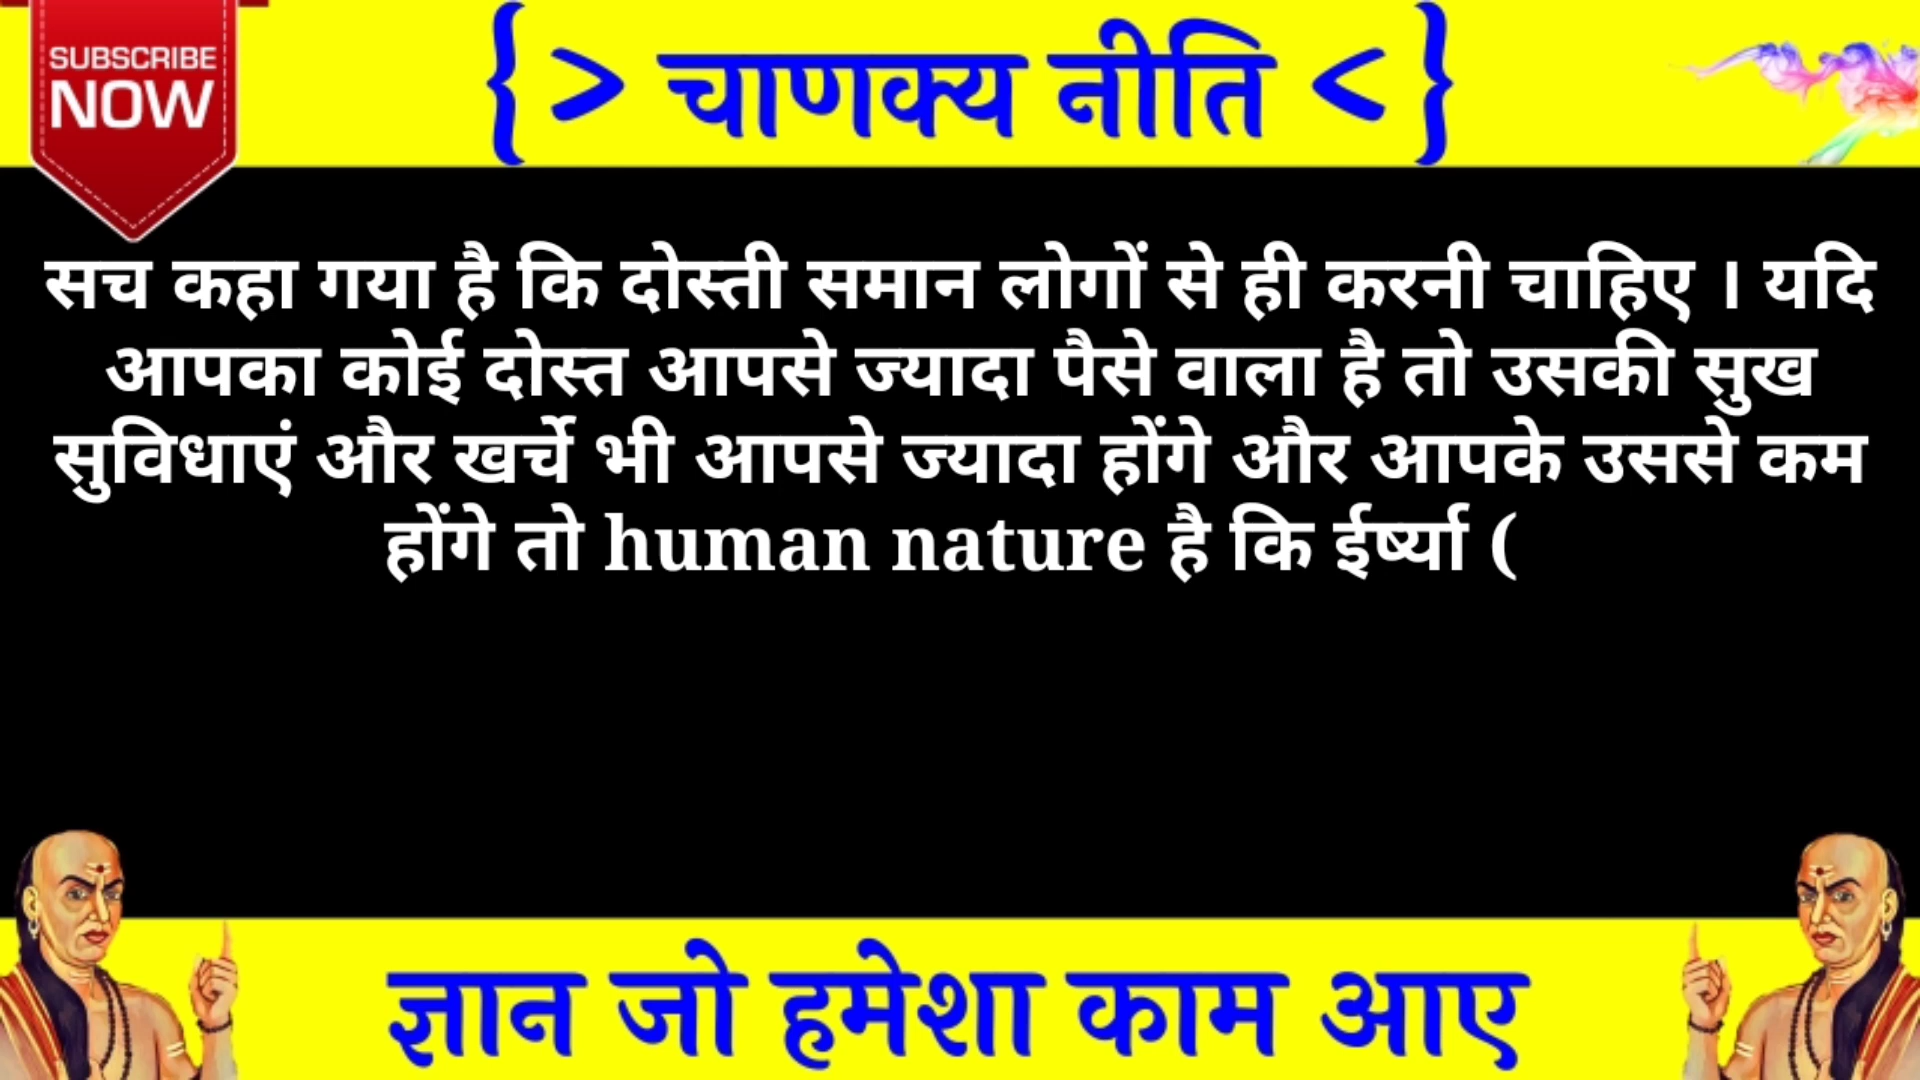 SUBSCRIBE
NOW
{ > चाणक्य नीति < }
सच कहा गया है कि दोस्ती समान लोगों से ही करनी चाहिए । यदि
आपका कोई दोस्त आपसे ज्यादा पैसे वाला है तो उसकी सुख
सुविधाएं और खर्चे भी आपसे ज्यादा होंगे और आपके उससे कम
होंगे तो human nature है कि ईर्ष्या (
ज्ञान जो हमेशा काम आए